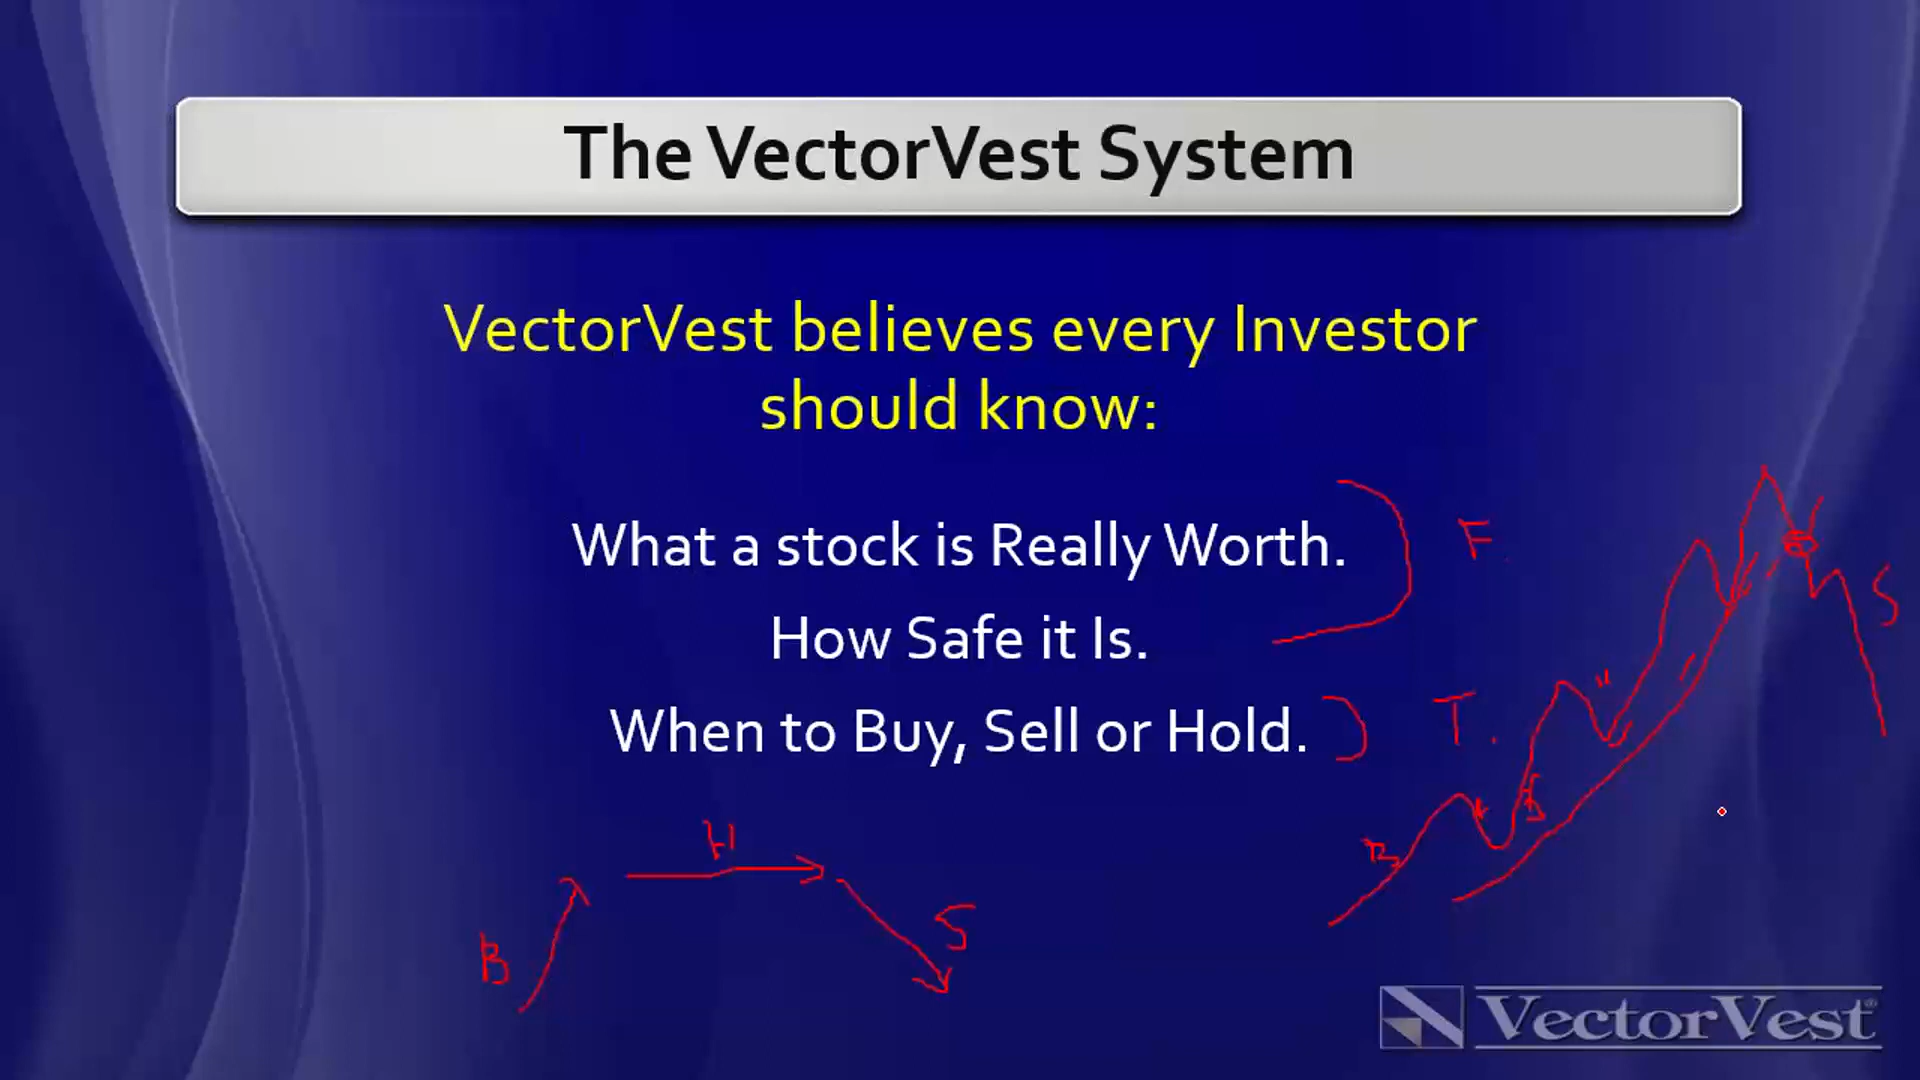 The VectorVest System
VectorVest believes every Investor
should know:
What a stock is Really Worth.
F.
How Safe it Is.
S
When to Buy, Sell or Hold.
T.
B
B
H
B
S
VectorVest®